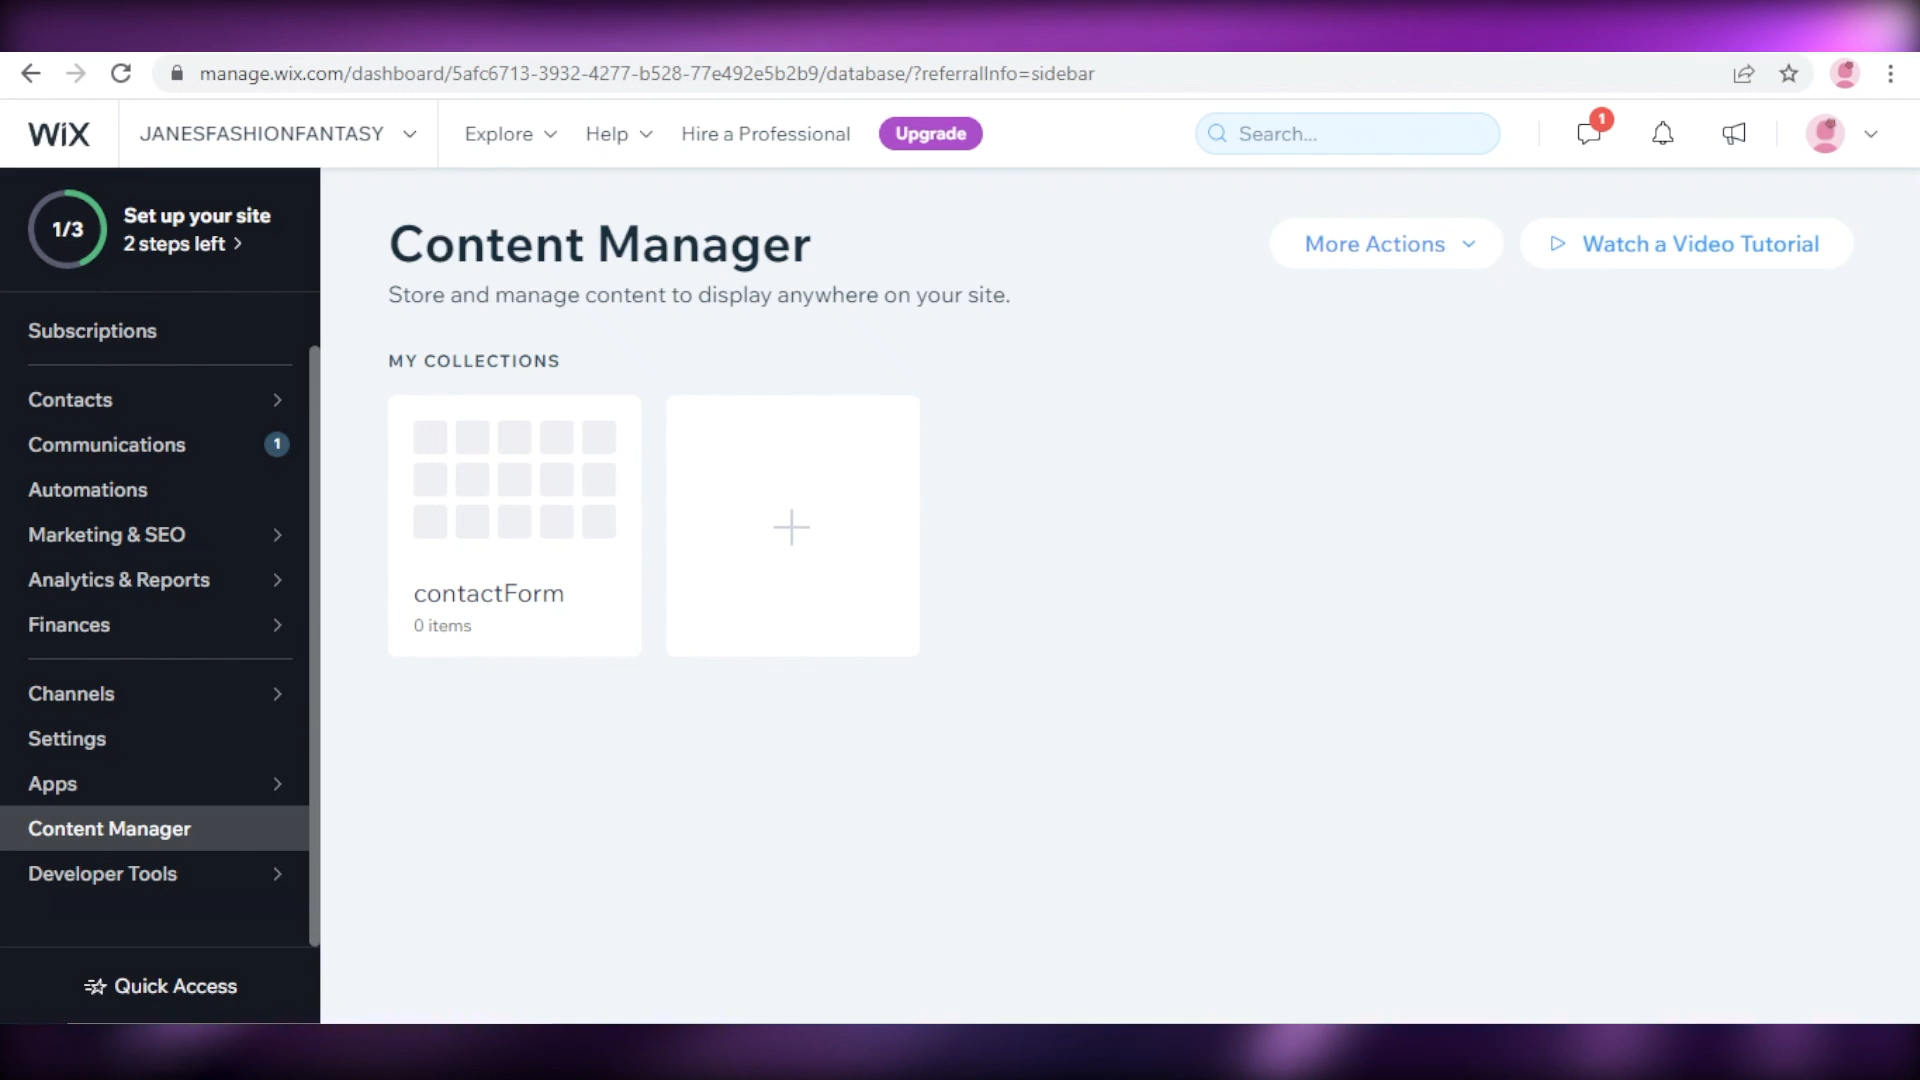 manage.wix.com/dashboard/5afc6713-3932-4277-b528-77e492e5b2b9/database/?referralInfo=sidebar
WiX
JANESFASHIONFANTASY
Explore
Help
Hire a Professional
Upgrade
Search...
1
1/3
Set up your site
2 steps left
Subscriptions
Contacts
Communications
1
Automations
Marketing & SEO
Analytics & Reports
Finances
Channels
Settings
Apps
Content Manager
Developer Tools
Quick Access
Content Manager
Store and manage content to display anywhere on your site.
More Actions
Watch a Video Tutorial
MY COLLECTIONS
contactForm
0 items